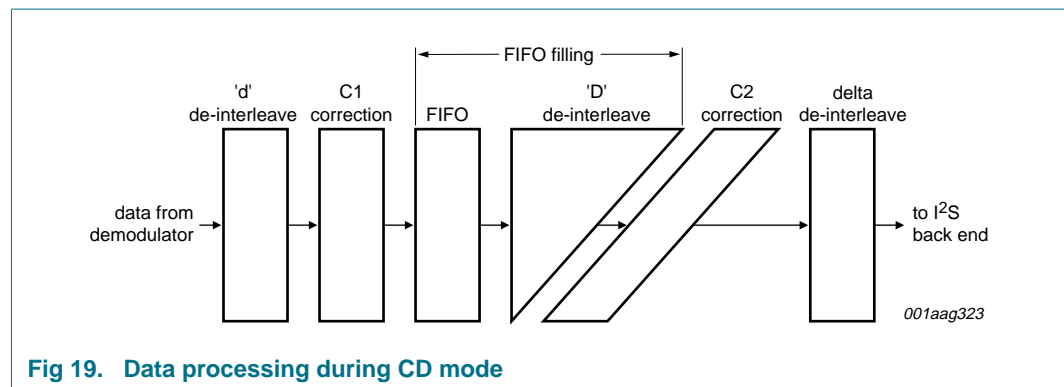 FIFO filling
'd'
de-interleave
C1
correction
FIFO
'D'
de-interleave
C2
correction
delta
de-interleave
data from
demodulator
to I²S
back end
001aag323
Fig 19. Data processing during CD mode